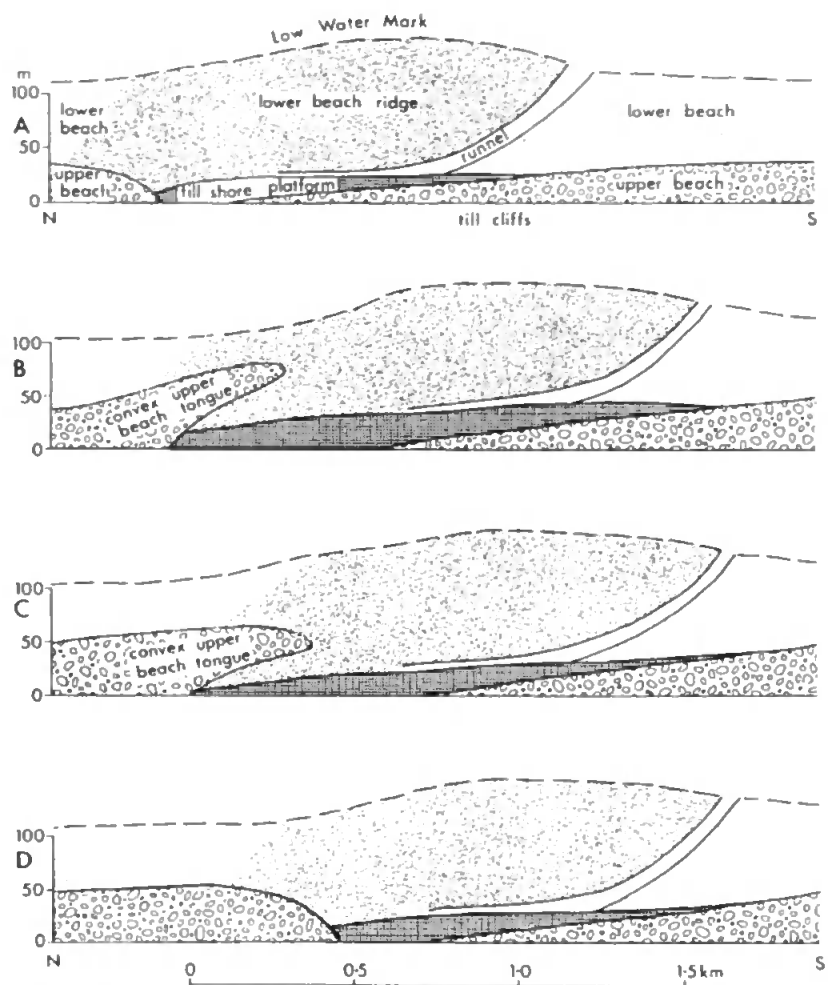 Low Water Mark
m
100
50
0
A
lower
beach
lower beach ridge
runnel
lower beach
upper
beach
till shore platform
upper beach
N
till cliffs
S
B
100
50
0
convex upper
beach tongue
C
100
50
0
convex upper
beach tongue
D
100
50
0
N
S
0
0·5
1·0
1·5 km